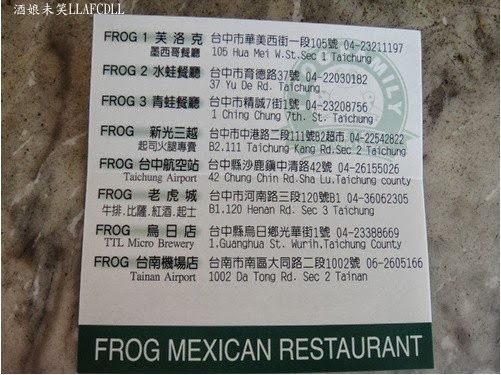 酒娘未笑LLAFCDLL
FROG 1 芙洛克 台中市華美西街一段105號 04-23211197
墨西哥餐廳 105 Hua Mei W.St.Sec 1 Taichung
FROG 2 水蛙餐廳 台中市育德路37號 04-22030182
37 Yu De Rd. Taichung
FROG 3 青蛙餐廳 台中市精誠7街1號 04-23208756
1 Ching Chung 7th. St. Taichung
FROG 新光三越 台中市中港路二段111號B2超市 04-22542822
起司火腿專賣 B2.111 Taichung Kang Rd.Sec 2 Taichung
FROG 台中航空站 台中縣沙鹿鎮中清路42號 04-26155026
Taichung Airport 42 Chung Chin Rd.Sha Lu.Taichung county
FROG 老虎城 台中市河南路三段120號B1 04-36062305
牛排.比薩.紅酒.起士 B1.120 Henan Rd. Sec 3 Taichung
FROG 烏日店 台中縣烏日鄉光華街1號 04-23388669
TTL Micro Brewery 1.Guanghua St. Wurih.Taichung County
FROG 台南機場店 台南市南區大同路二段1002號 06-2605166
Tainan Airport 1002 Da Tong Rd. Sec 2 Tainan
FROG MEXICAN RESTAURANT